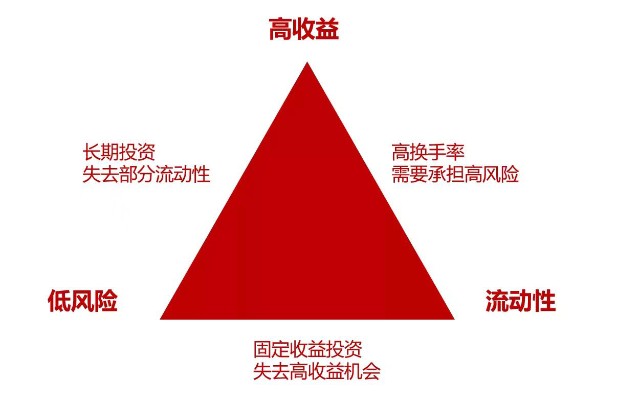 高收益
长期投资
失去部分流动性
高换手率
需要承担高风险
低风险
流动性
固定收益投资
失去高收益机会